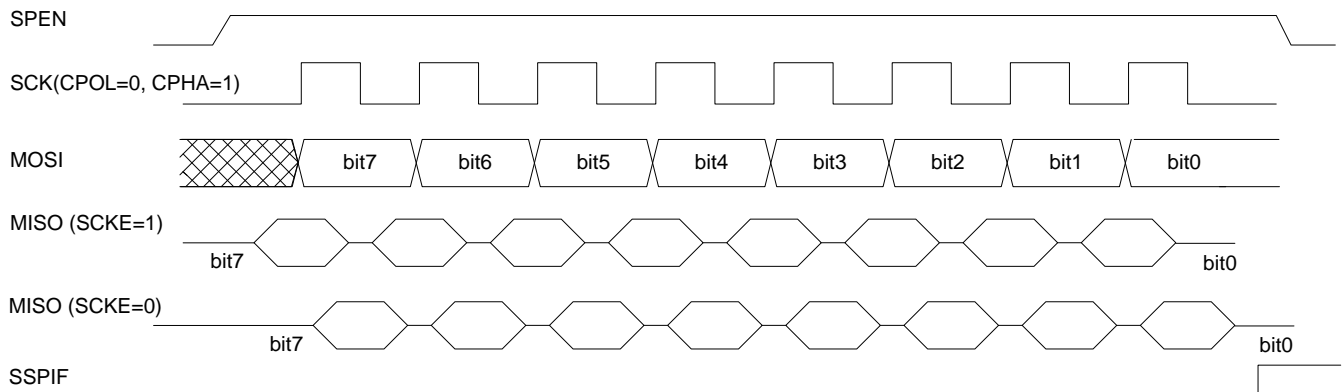 SPEN
SCK(CPOL=0, CPHA=1)
MOSI
bit7 bit6 bit5 bit4 bit3 bit2 bit1 bit0
MISO (SCKE=1)
bit7 bit0
MISO (SCKE=0)
bit7 bit0
SSPIF